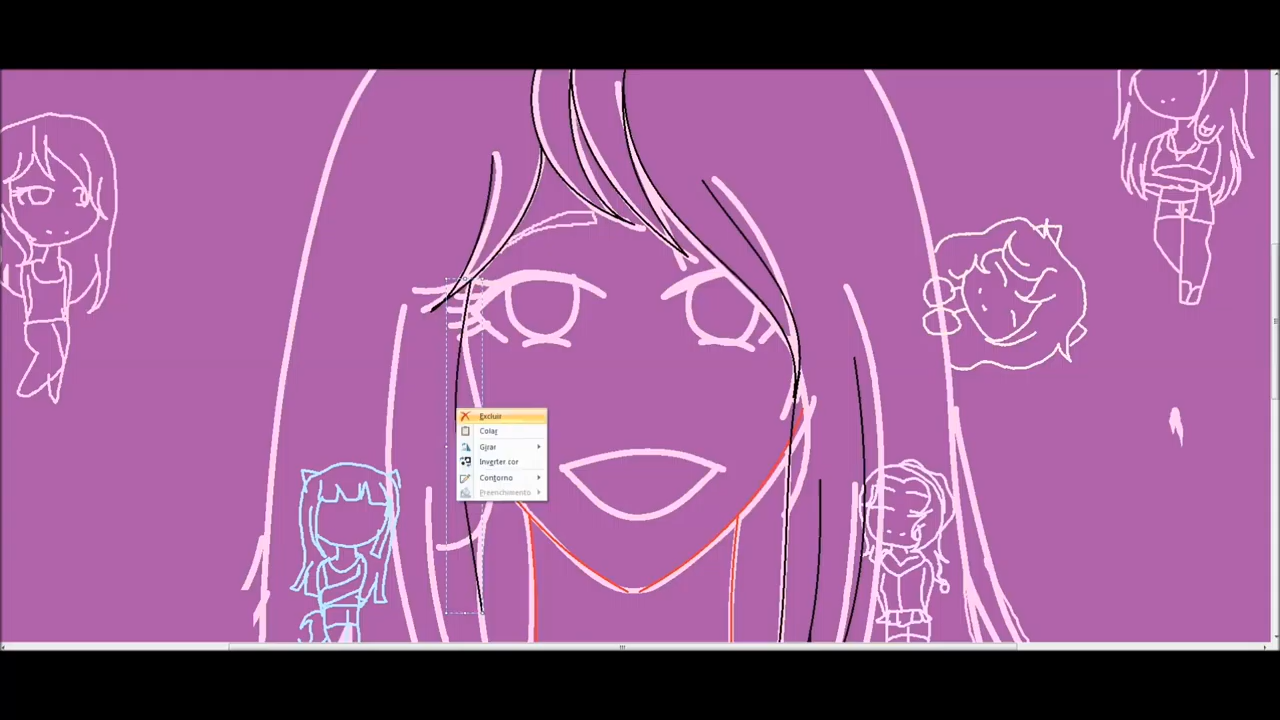 Excluir
Colar
Girar
Inverter cor
Contorno
Preenchimento